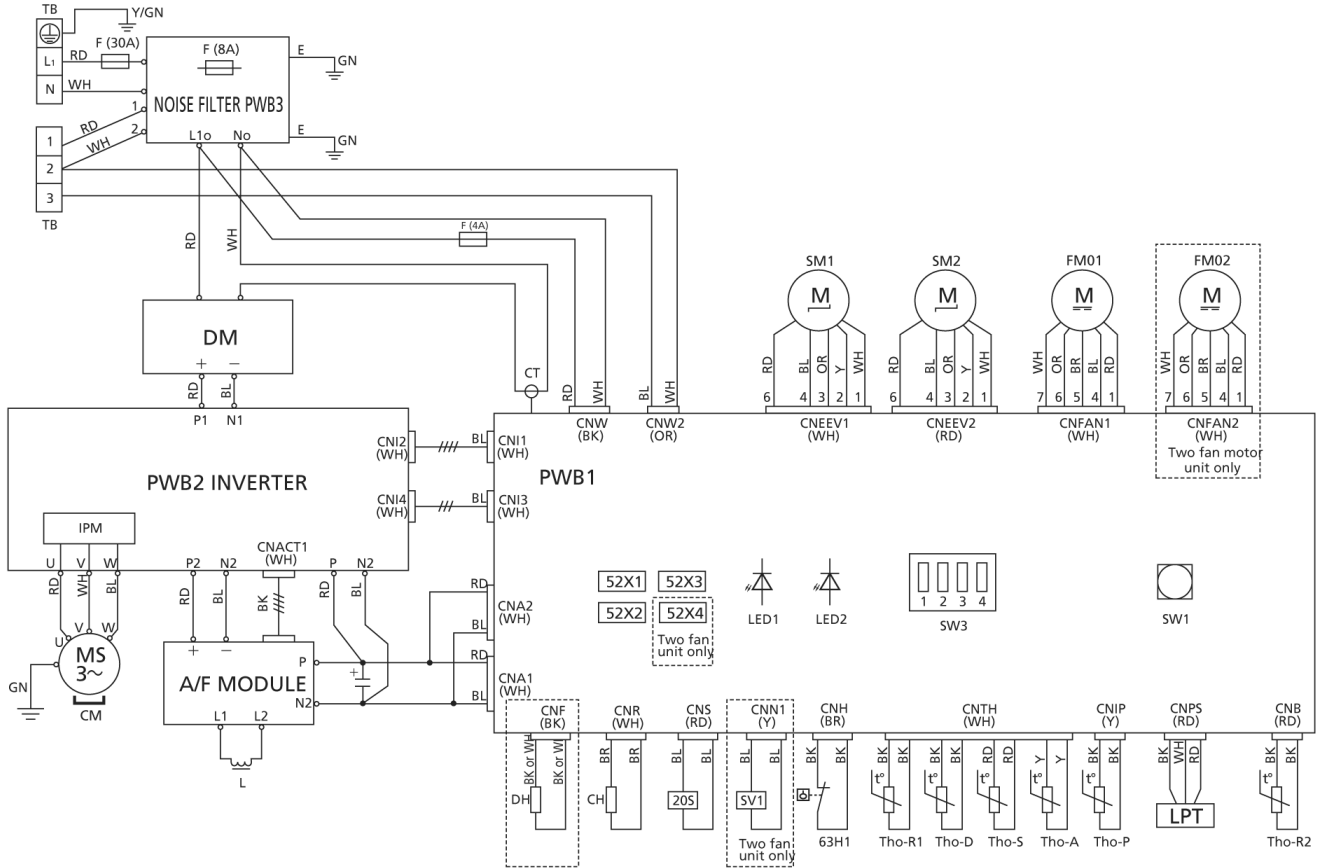 TB
Y/GN
L1
RD
F (30A)
N
WH
F (8A)
NOISE FILTER PWB3
E
GN
E
GN
1
2
RD
WH
L1o
No
1
2
3
TB
RD
WH
F (4A)
DM
+
−
RD
BL
P1
N1
CT
RD
WH
BL
WH
CNW
(BK)
CNW2
(OR)
SM1
M
RD
BL
OR
Y
WH
6
4
3
2
1
CNEEV1
(WH)
SM2
M
RD
BL
OR
Y
WH
6
4
3
2
1
CNEEV2
(RD)
FM01
M
WH
OR
BR
BL
RD
7
6
5
4
1
CNFAN1
(WH)
FM02
M
WH
OR
BR
BL
RD
7
6
5
4
1
CNFAN2
(WH)
Two fan motor
unit only
PWB2 INVERTER
CNI2
(WH)
BL
CNI1
(WH)
CNI4
(WH)
BL
CNI3
(WH)
PWB1
IPM
U
V
W
RD
WH
BL
U
V
W
MS
3~
CM
GN
P2
N2
RD
BL
CNACT1
(WH)
BK
P
N2
RD
BL
+
−
A/F MODULE
P
N2
L1
L2
L
+
RD
BL
CNA2
(WH)
RD
BL
CNA1
(WH)
52X1
52X3
52X2
52X4
Two fan
unit only
LED1
LED2
1 2 3 4
SW3
SW1
CNF
(BK)
BK or WH
BK or WH
DH
CNR
(WH)
BR
BR
CH
CNS
(RD)
BL
BL
20S
CNN1
(Y)
BL
BL
SV1
Two fan
unit only
CNH
(BR)
BK
BK
63H1
CNTH
(WH)
BK
BK
t°
Tho-R1
BK
BK
t°
Tho-D
RD
RD
t°
Tho-S
Y
Y
t°
Tho-A
CNIP
(Y)
BK
BK
t°
Tho-P
CNPS
(RD)
BK
WH
RD
LPT
CNB
(RD)
BK
BK
t°
Tho-R2